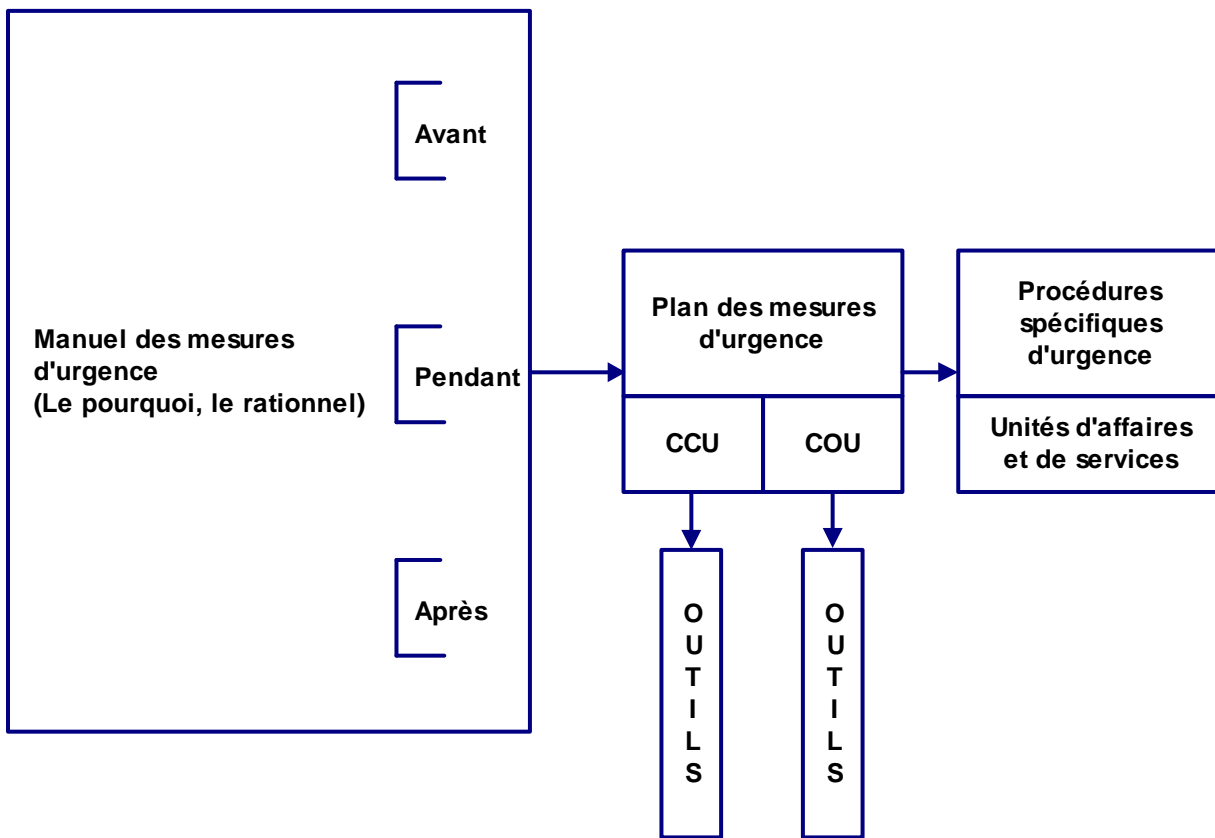 Manuel des mesures
d'urgence
(Le pourquoi, le rationnel)
Avant
Pendant
Après
Plan des mesures
d'urgence
CCU
COU
O
U
T
I
L
S
O
U
T
I
L
S
Procédures
spécifiques
d'urgence
Unités d'affaires
et de services